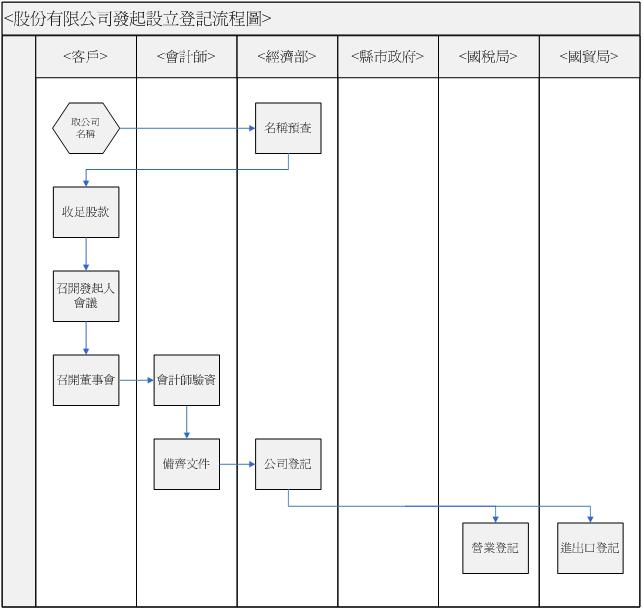 <股份有限公司發起設立登記流程圖>
<客戶>
<會計師>
<經濟部>
<縣市政府>
<國稅局>
<國貿局>
取公司
名稱
名稱預查
收足股款
召開發起人
會議
召開董事會
會計師驗資
備齊文件
公司登記
營業登記
進出口登記